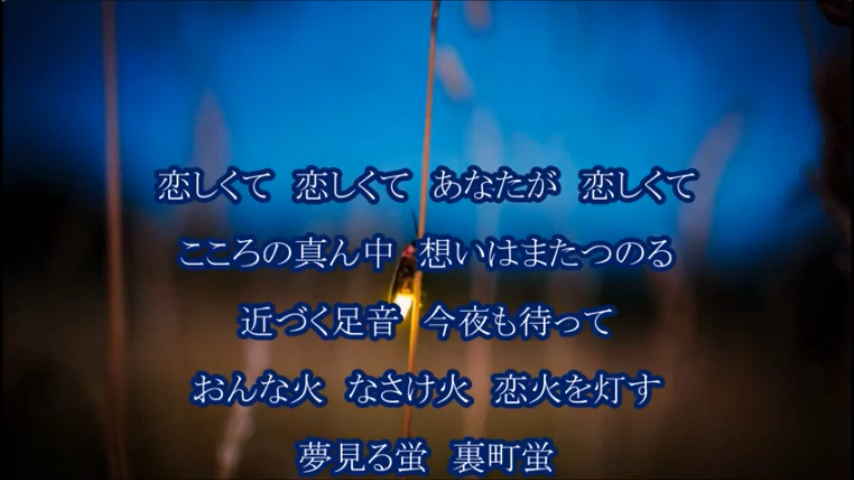 恋しくて　恋しくて　あなたが　恋しくて
こころの真ん中　想いはまたつのる
近づく足音　今夜も待って
おんな火　なさけ火　恋火を灯す
夢見る蛍　裏町蛍